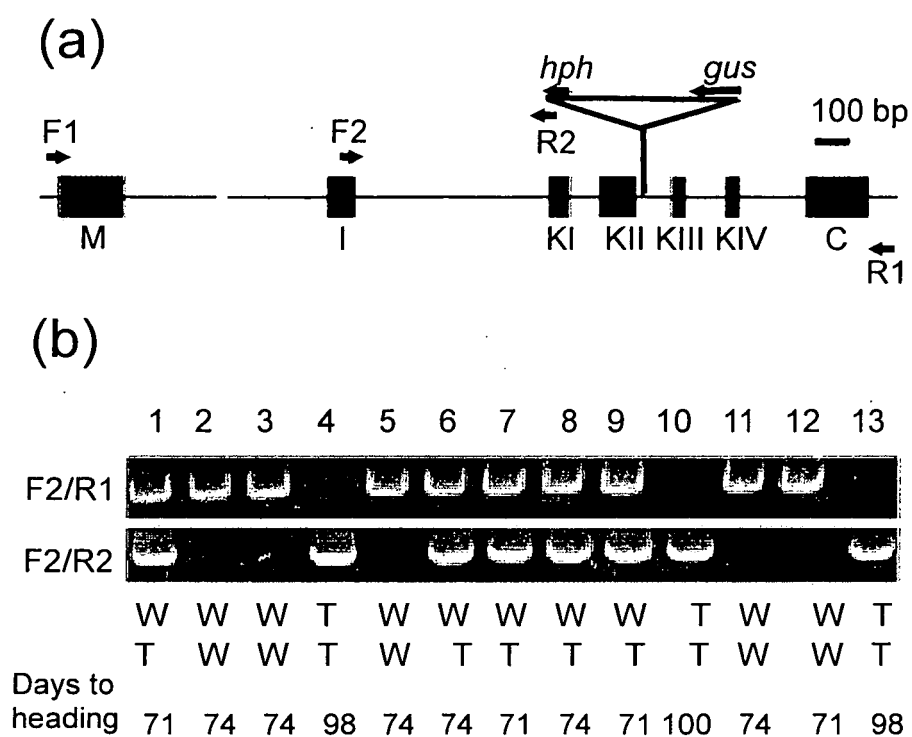 (a)
hph gus
F1 F2 R2 100 bp
M I KI KII KIII KIV C
R1
(b)
1 2 3 4 5 6 7 8 9 10 11 12 13
F2/R1
F2/R2
W W W T W W W W W T W W T
T W W T W T T T T T W W T
Days to
heading 71 74 74 98 74 74 71 74 71 100 74 71 98